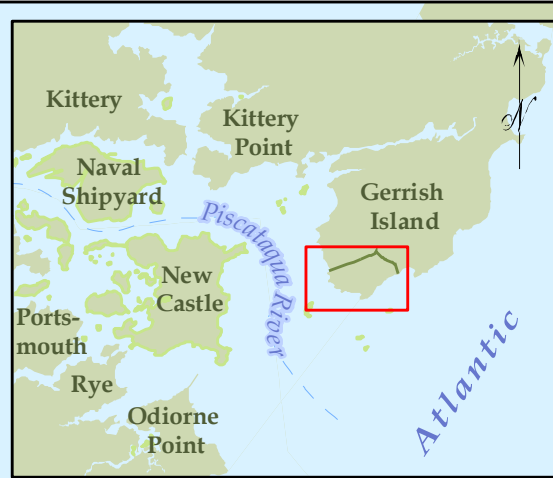 Kittery
Kittery
Point
Naval
Shipyard
Gerrish
Island
N
Piscataqua River
New
Castle
Ports-
mouth
Rye
Odiorne
Point
Atlantic